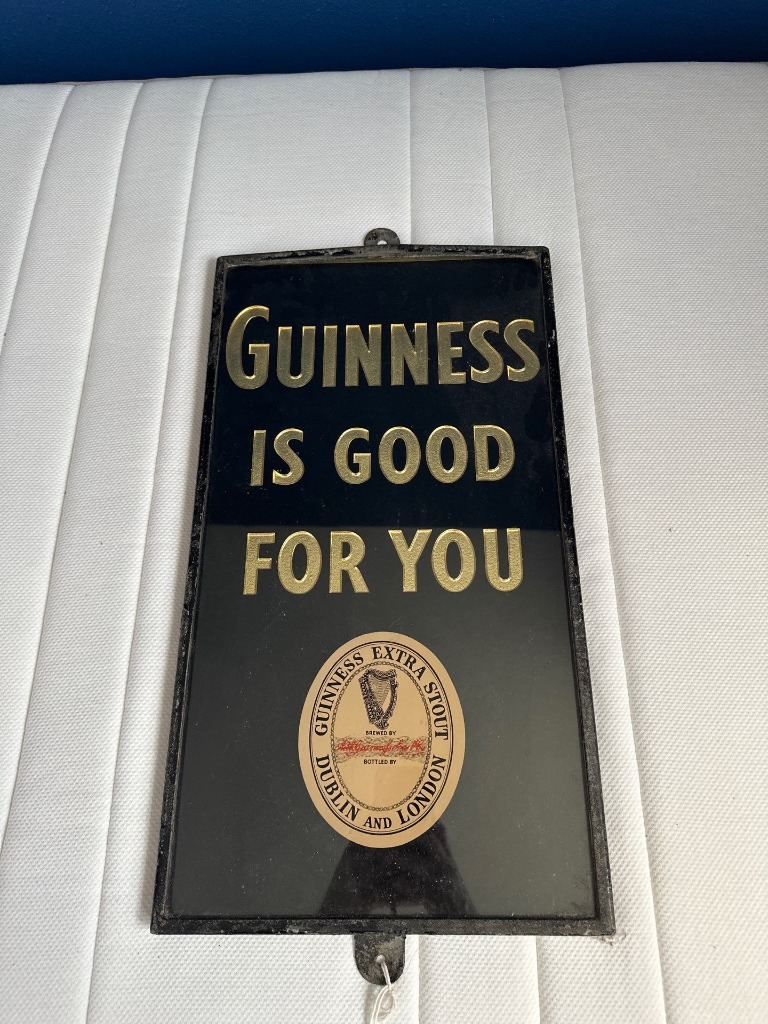 GUINNESS
IS GOOD
FOR YOU
GUINNESS EXTRA STOUT
BREWED BY
BOTTLED BY
DUBLIN AND LONDON